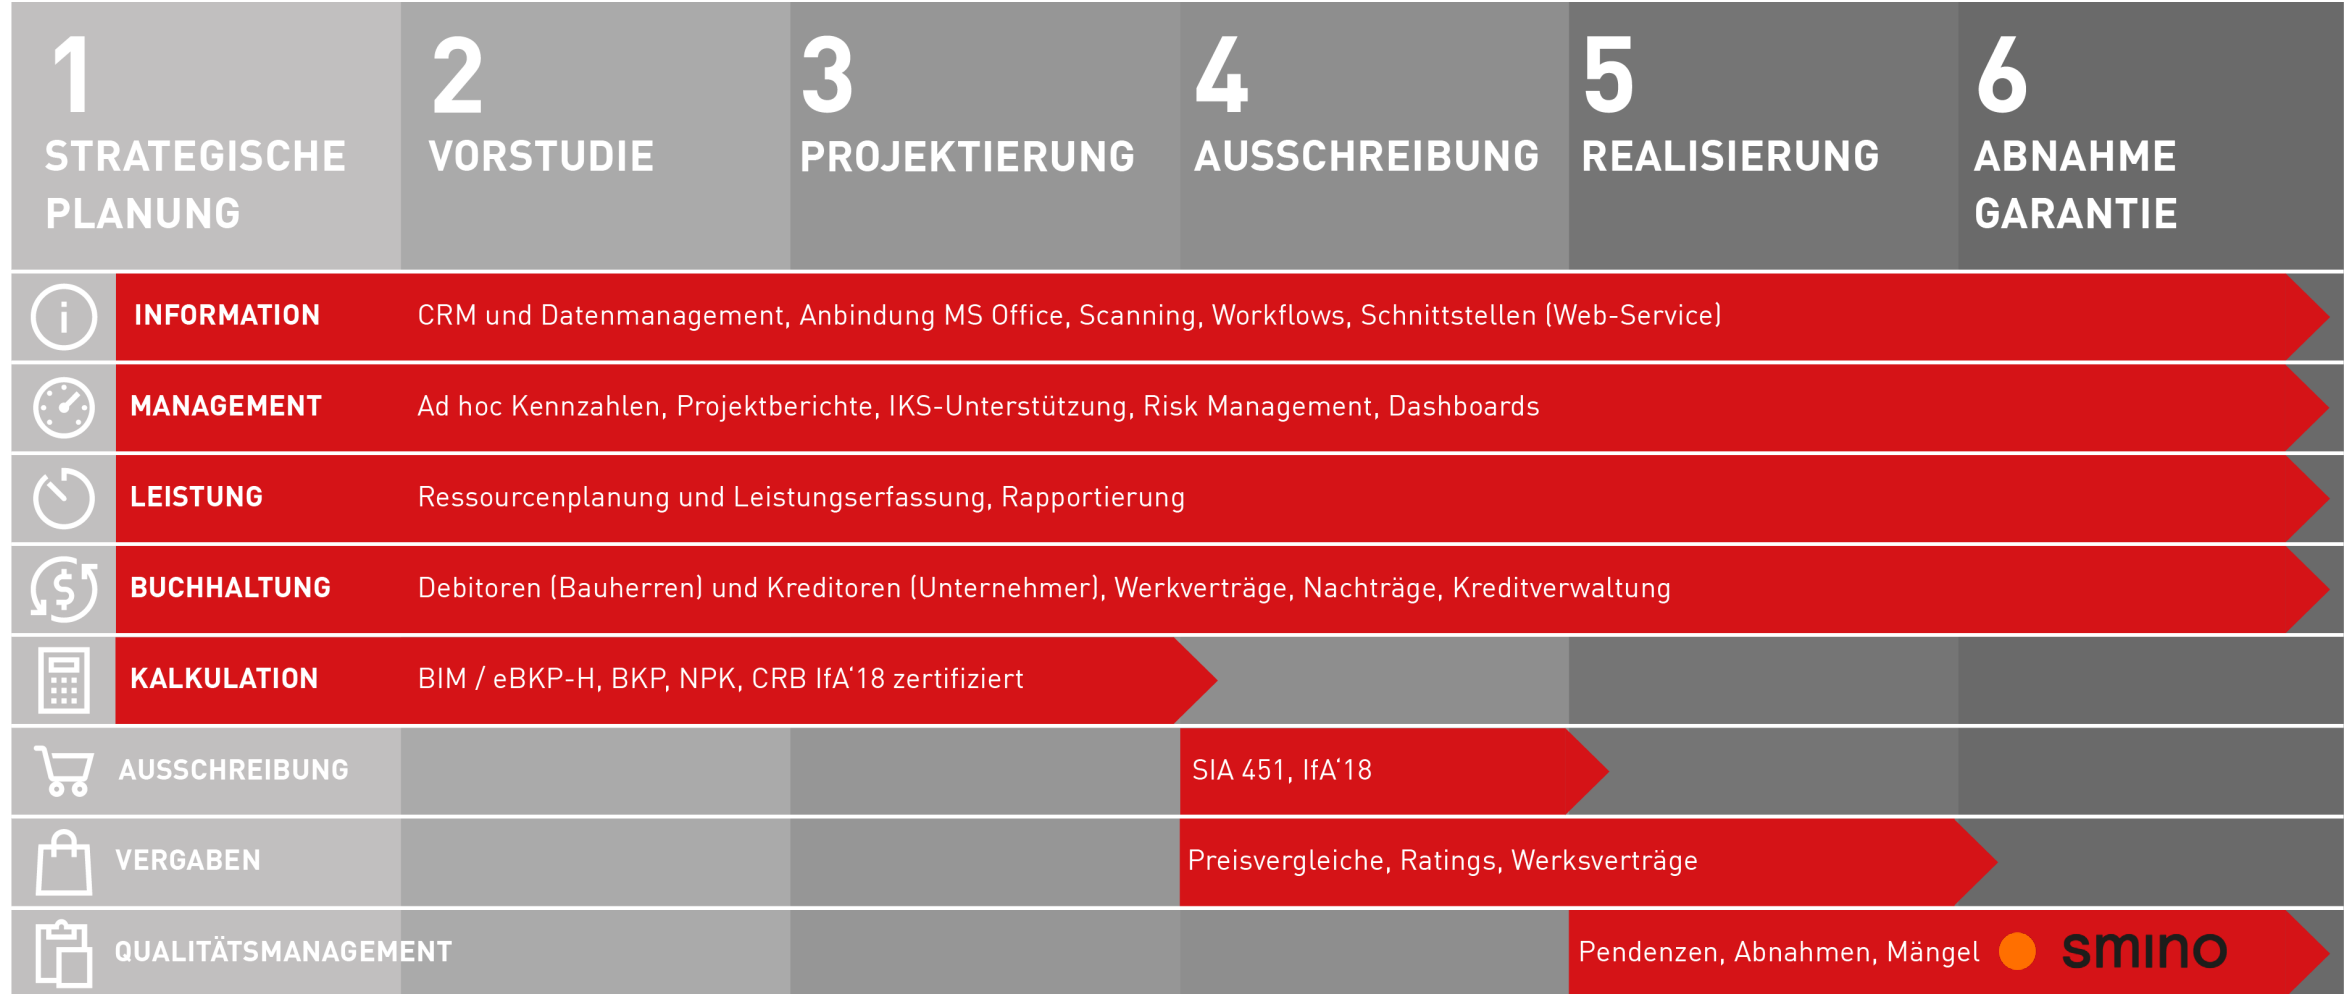 1
STRATEGISCHE
PLANUNG
2
VORSTUDIE
3
PROJEKTIERUNG
4
AUSSCHREIBUNG
5
REALISIERUNG
6
ABNAHME
GARANTIE
INFORMATION
CRM und Datenmanagement, Anbindung MS Office, Scanning, Workflows, Schnittstellen (Web-Service)
MANAGEMENT
Ad hoc Kennzahlen, Projektberichte, IKS-Unterstützung, Risk Management, Dashboards
LEISTUNG
Ressourcenplanung und Leistungserfassung, Rapportierung
BUCHHALTUNG
Debitoren (Bauherren) und Kreditoren (Unternehmer), Werkverträge, Nachträge, Kreditverwaltung
KALKULATION
BIM / eBKP-H, BKP, NPK, CRB IfA‘18 zertifiziert
AUSSCHREIBUNG
SIA 451, IfA‘18
VERGABEN
Preisvergleiche, Ratings, Werksverträge
QUALITÄTSMANAGEMENT
Pendenzen, Abnahmen, Mängel
smino